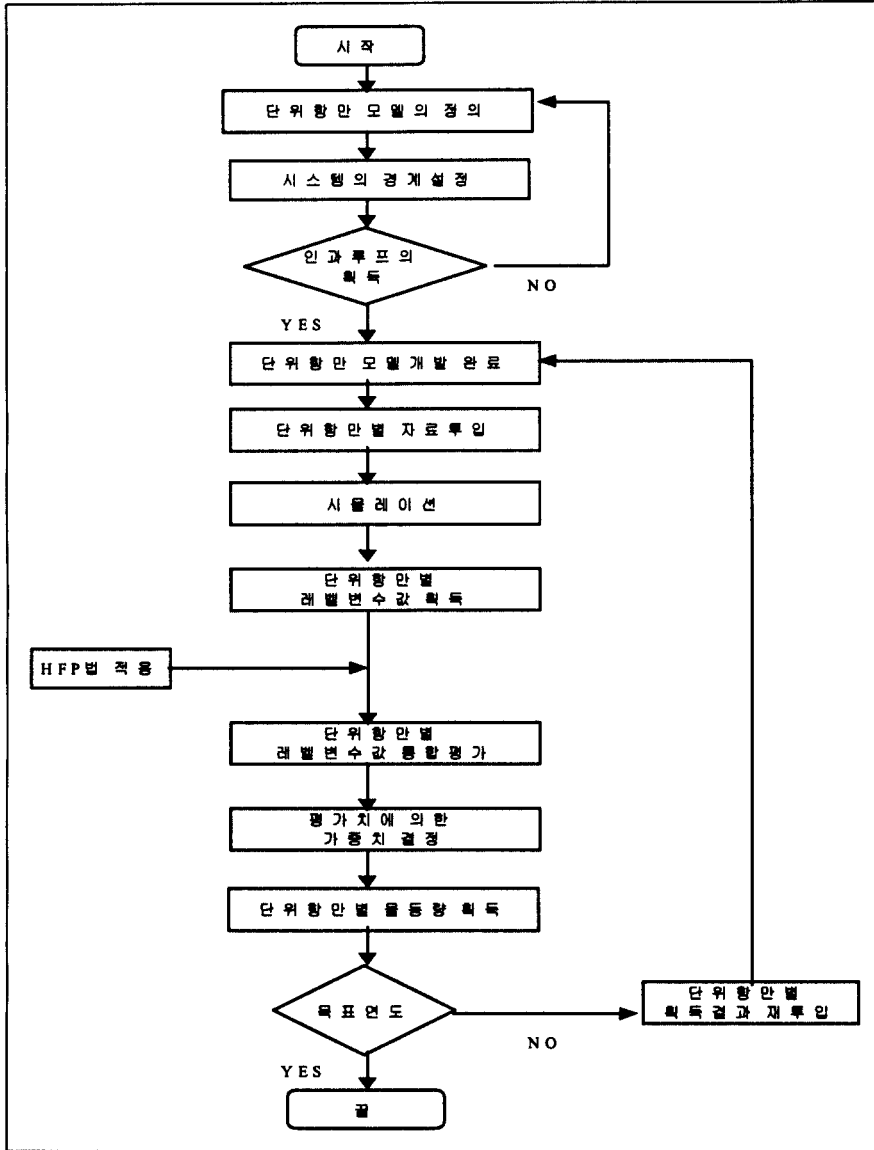 시작
단위항만 모델의 정의
시스템의 경계설정
인과루프의
획득
NO
YES
단위항만 모델개발 완료
단위항만별 자료투입
시뮬레이션
단위항만별
레벨변수값 획득
HFP법 적용
단위항만별
레벨변수값 통합평가
평가치에 의한
가중치 결정
단위항만별 물동량 획득
목표연도
단위항만별
획득결과 재투입
NO
YES
끝